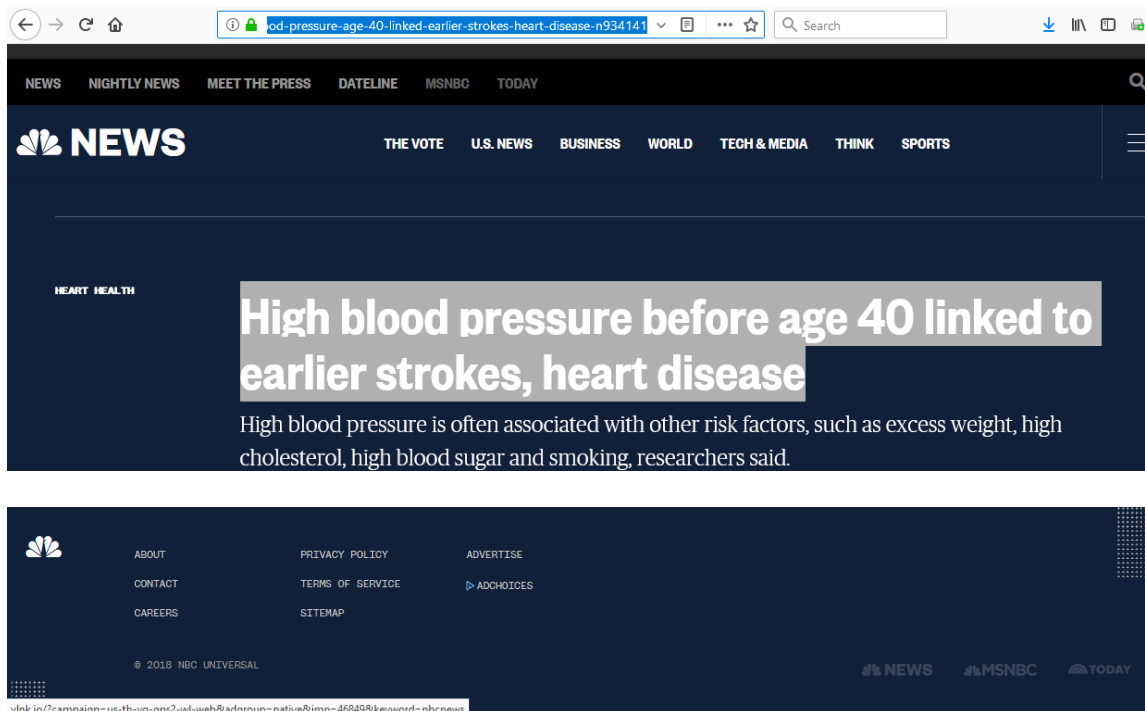 od-pressure-age-40-linked-earlier-strokes-heart-disease-n934141 Search
NEWS NIGHTLY NEWS MEET THE PRESS DATELINE MSNBC TODAY
NEWS THE VOTE U.S. NEWS BUSINESS WORLD TECH & MEDIA THINK SPORTS
HEART HEALTH
High blood pressure before age 40 linked to
earlier strokes, heart disease
High blood pressure is often associated with other risk factors, such as excess weight, high
cholesterol, high blood sugar and smoking, researchers said.
ABOUT PRIVACY POLICY ADVERTISE
CONTACT TERMS OF SERVICE ADCHOICES
CAREERS SITEMAP
© 2018 NBC UNIVERSAL
NEWS MSNBC TODAY